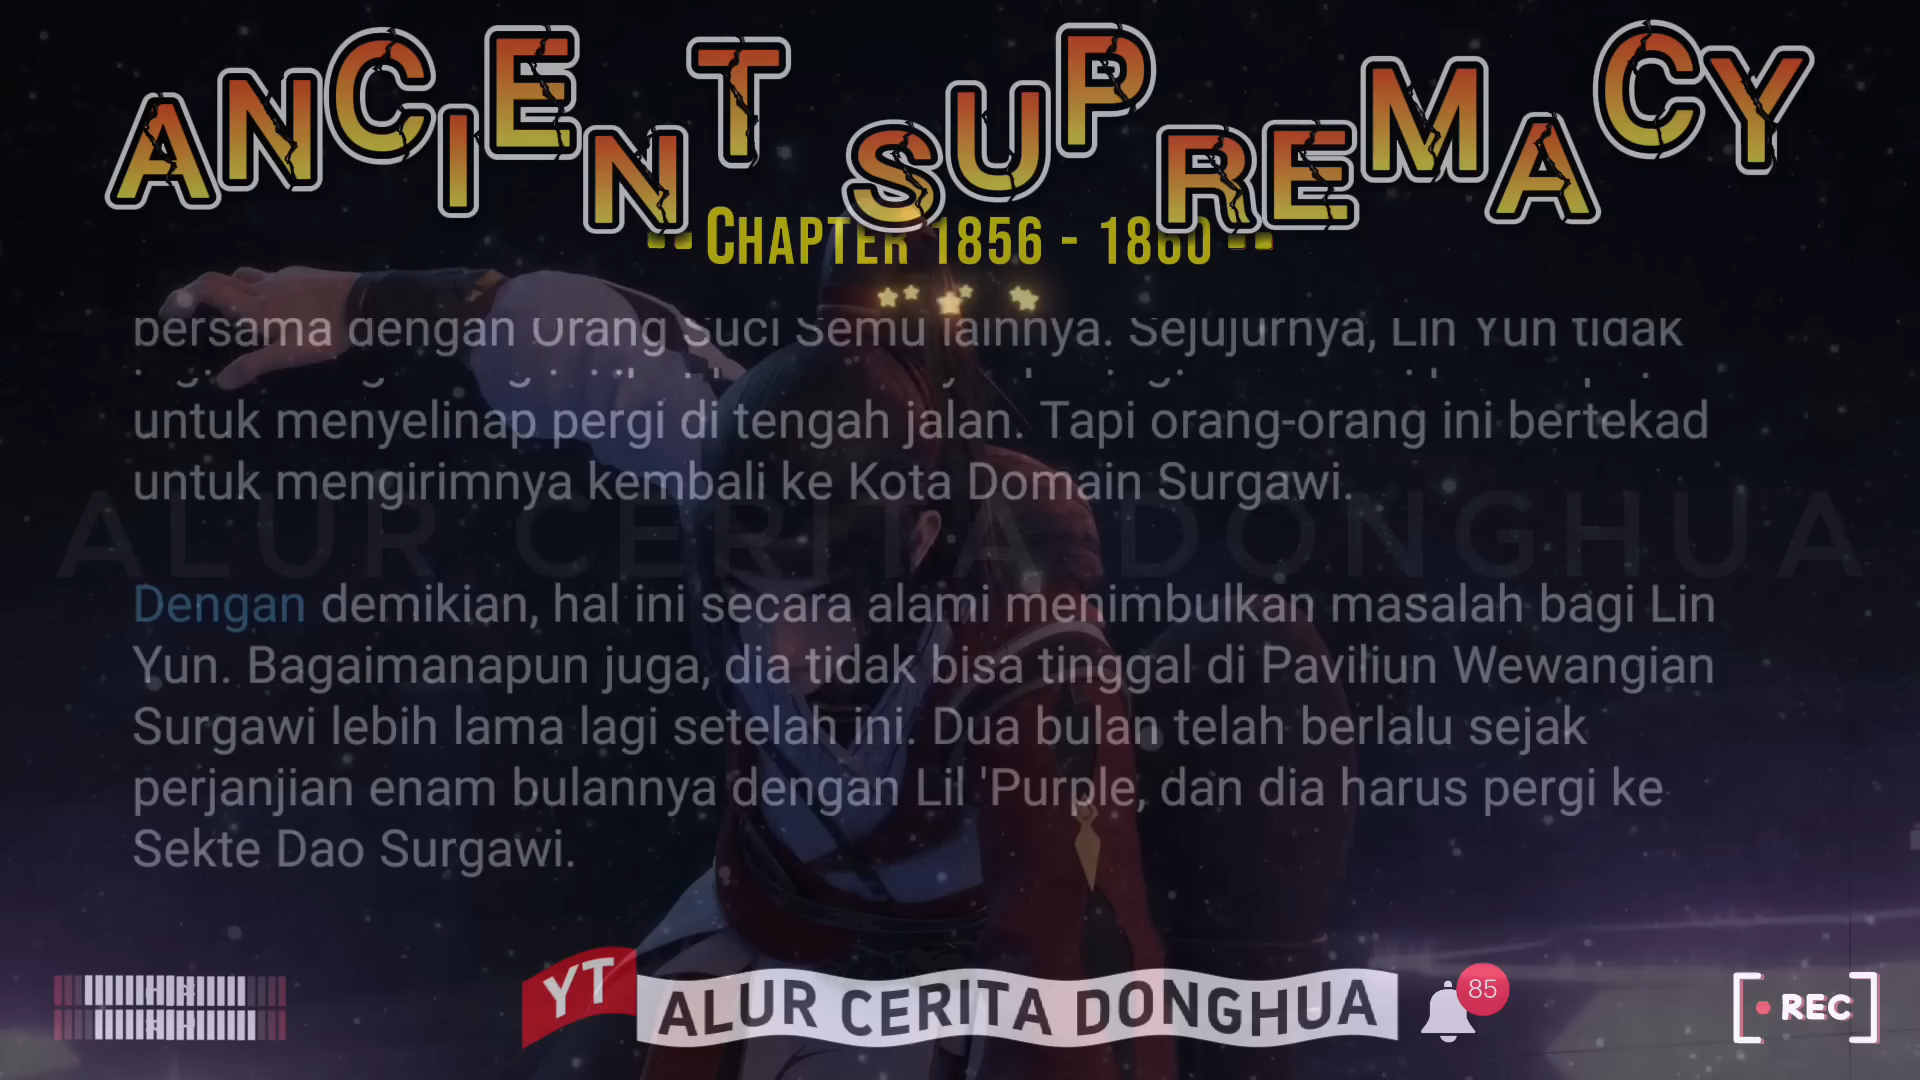 ANCIENT SUPREMACY
CHAPTER 1856 - 1860
bersama dengan Orang Suci Semu lainnya. Sejujurnya, Lin Yun tidak
untuk menyelinap pergi di tengah jalan. Tapi orang-orang ini bertekad
untuk mengirimnya kembali ke Kota Domain Surgawi.
ALUR CERITA DONGHUA
Dengan demikian, hal ini secara alami menimbulkan masalah bagi Lin
Yun. Bagaimanapun juga, dia tidak bisa tinggal di Paviliun Wewangian
Surgawi lebih lama lagi setelah ini. Dua bulan telah berlalu sejak
perjanjian enam bulannya dengan Lil 'Purple, dan dia harus pergi ke
Sekte Dao Surgawi.
YT ALUR CERITA DONGHUA
85
REC